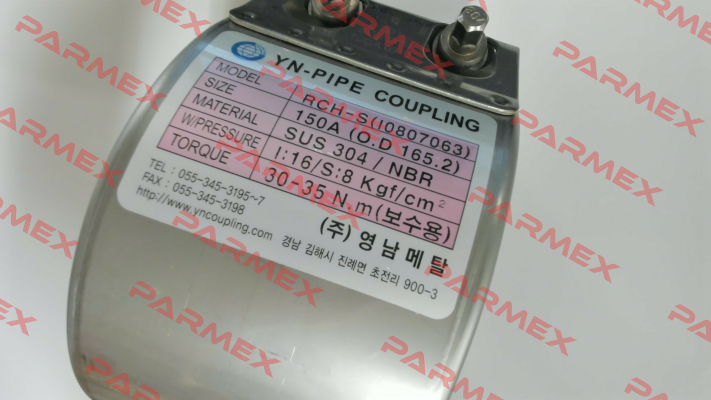 YN-PIPE COUPLING
MODEL RCH-S(I0807063)
SIZE 150A (O.D 165.2)
MATERIAL SUS 304 / NBR
W/PRESSURE I:16/S:8 Kgf/cm²
TORQUE 30-35 N.m(보수용)
TEL : 055-345-3195~7
FAX : 055-345-3198
http://www.yncoupling.com
(주) 영남메탈
경남 김해시 진례면 초전리 900-3
PARMEX
PARMEX
PARMEX
PARMEX
PARMEX
PARMEX
PARMEX
PARMEX
PARMEX
PARMEX
PARMEX